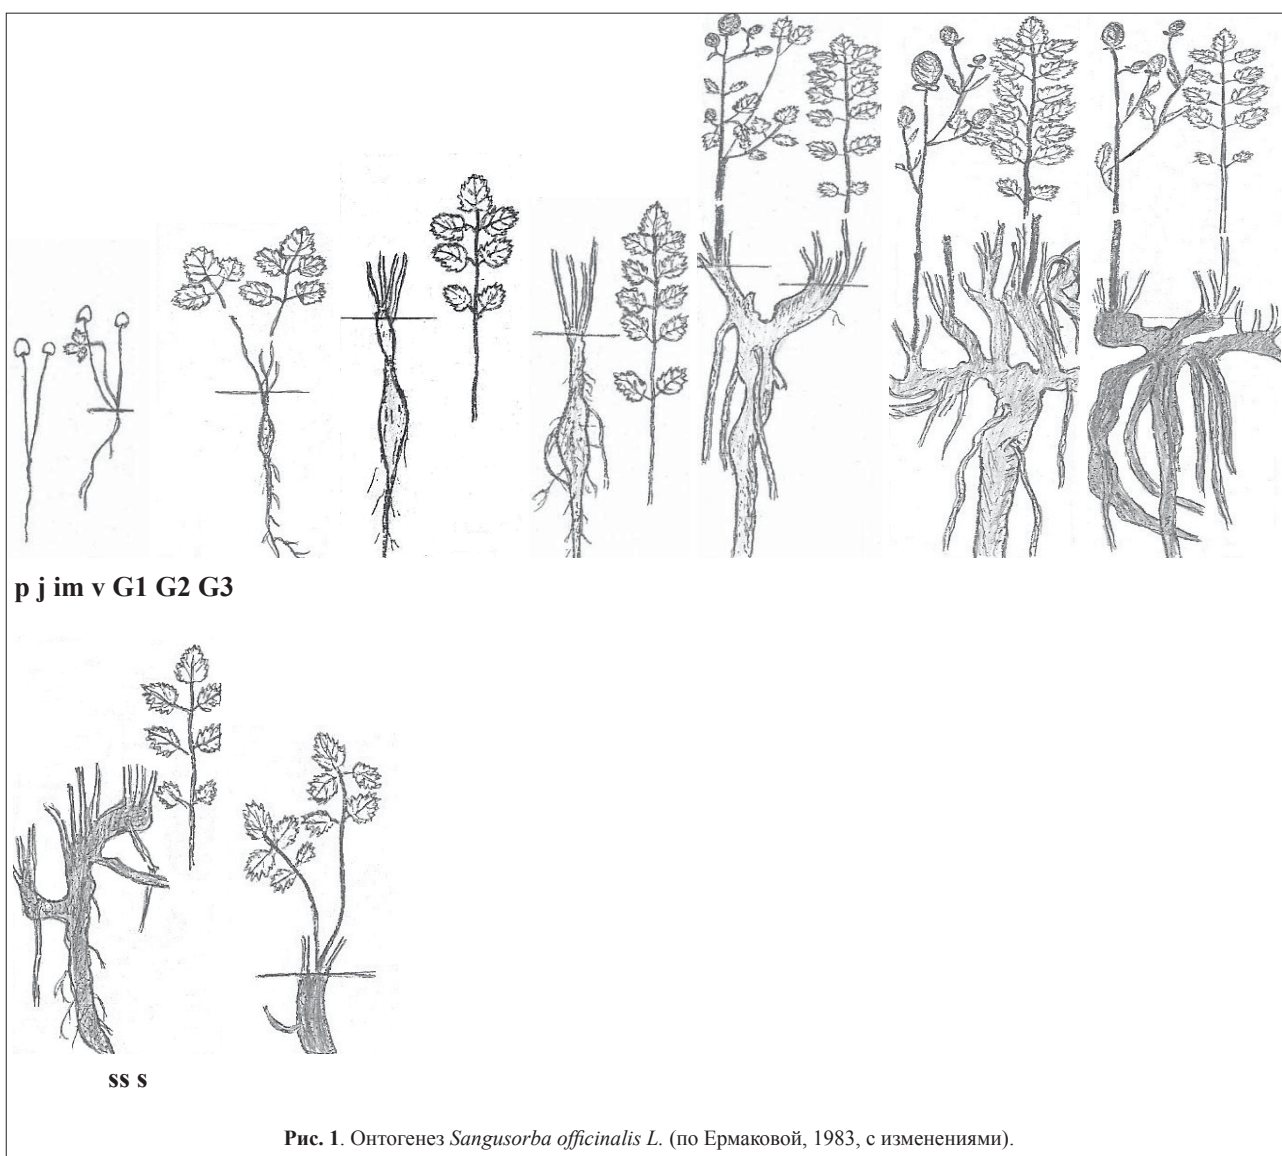 p j im v G1 G2 G3
ss s
Рис. 1. Онтогенез Sangusorba officinalis L. (по Ермаковой, 1983, с изменениями).